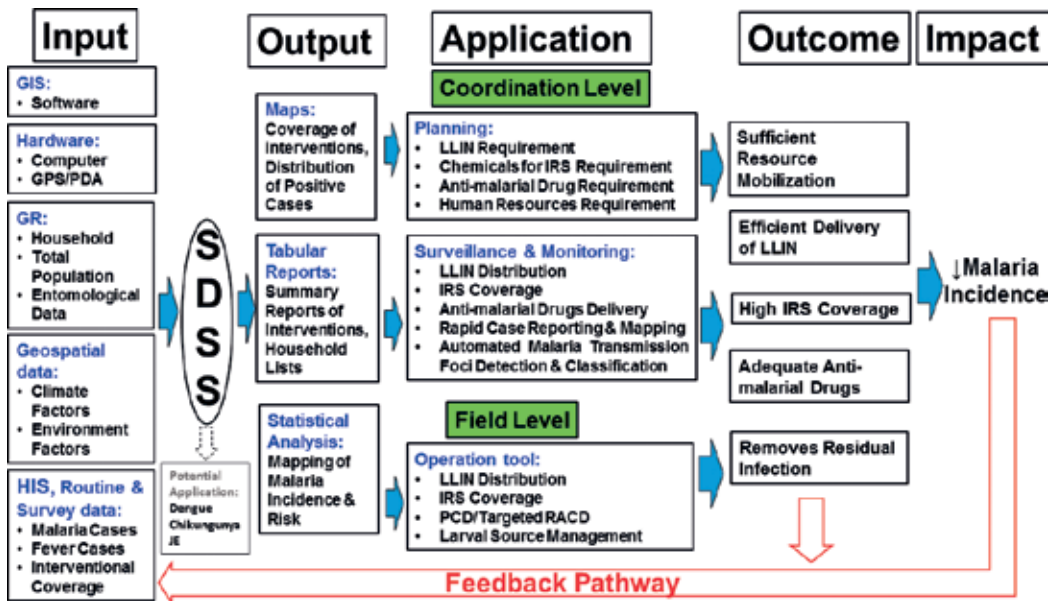 Input
Output
Application
Outcome
Impact
GIS:
• Software
Hardware:
• Computer
• GPS/PDA
GR:
• Household
• Total
Population
• Entomological
Data
Geospatial
data:
• Climate
Factors
• Environment
Factors
HIS, Routine &
Survey data:
• Malaria Cases
• Fever Cases
• Interventional
Coverage
S
D
S
S
Potential
Application:
Dengue
Chikungunya
JE
Maps:
Coverage of
Interventions,
Distribution
of Positive
Cases
Tabular
Reports:
Summary
Reports of
Interventions,
Household
Lists
Statistical
Analysis:
Mapping of
Malaria
Incidence &
Risk
Coordination Level
Planning:
• LLIN Requirement
• Chemicals for IRS Requirement
• Anti-malarial Drug Requirement
• Human Resources Requirement
Surveillance & Monitoring:
• LLIN Distribution
• IRS Coverage
• Anti-malarial Drugs Delivery
• Rapid Case Reporting & Mapping
• Automated Malaria Transmission
Foci Detection & Classification
Field Level
Operation tool:
• LLIN Distribution
• IRS Coverage
• PCD/Targeted RACD
• Larval Source Management
Sufficient
Resource
Mobilization
Efficient Delivery
of LLIN
High IRS Coverage
Adequate Anti-
malarial Drugs
Removes Residual
Infection
↓Malaria
Incidence
Feedback Pathway